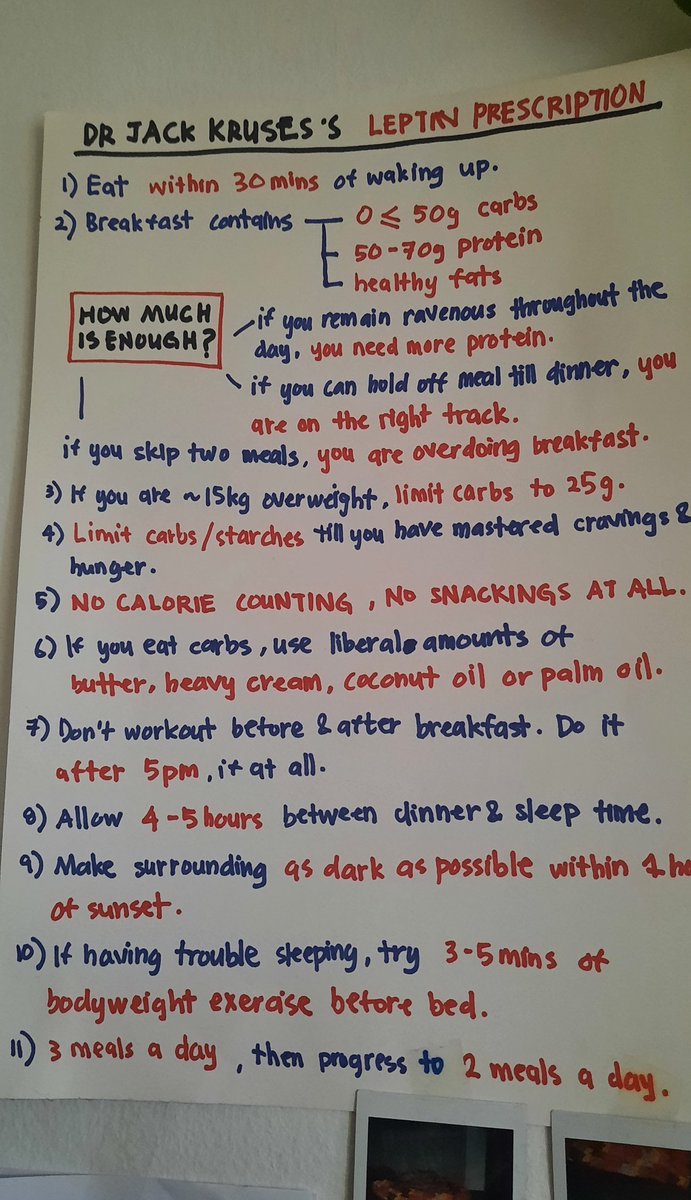 DR JACK KRUSES'S LEPTIN PRESCRIPTION
1) Eat within 30mins of waking up.
2) Breakfast contains
0 ≤ 50g carbs
50-70g protein
healthy fats
HOW MUCH
IS ENOUGH?
if you remain ravenous throughout the
day, you need more protein.
if you can hold off meal till dinner, you
are on the right track.
if you skip two meals, you are overdoing breakfast.
3) If you are ~15kg overweight, limit carbs to 25g.
4) Limit carbs/starches till you have mastered cravings &
hunger.
5) NO CALORIE COUNTING, NO SNACKINGS AT ALL.
6) If you eat carbs, use liberal amounts of
butter, heavy cream, coconut oil or palm oil.
7) Don't workout before & after breakfast. Do it
after 5pm, if at all.
8) Allow 4-5hours between dinner & sleep time.
9) Make surrounding as dark as possible within 1 ho
of sunset.
10) If having trouble sleeping, try 3-5mins of
bodyweight exercise before bed.
11) 3 meals a day, then progress to 2 meals a day.